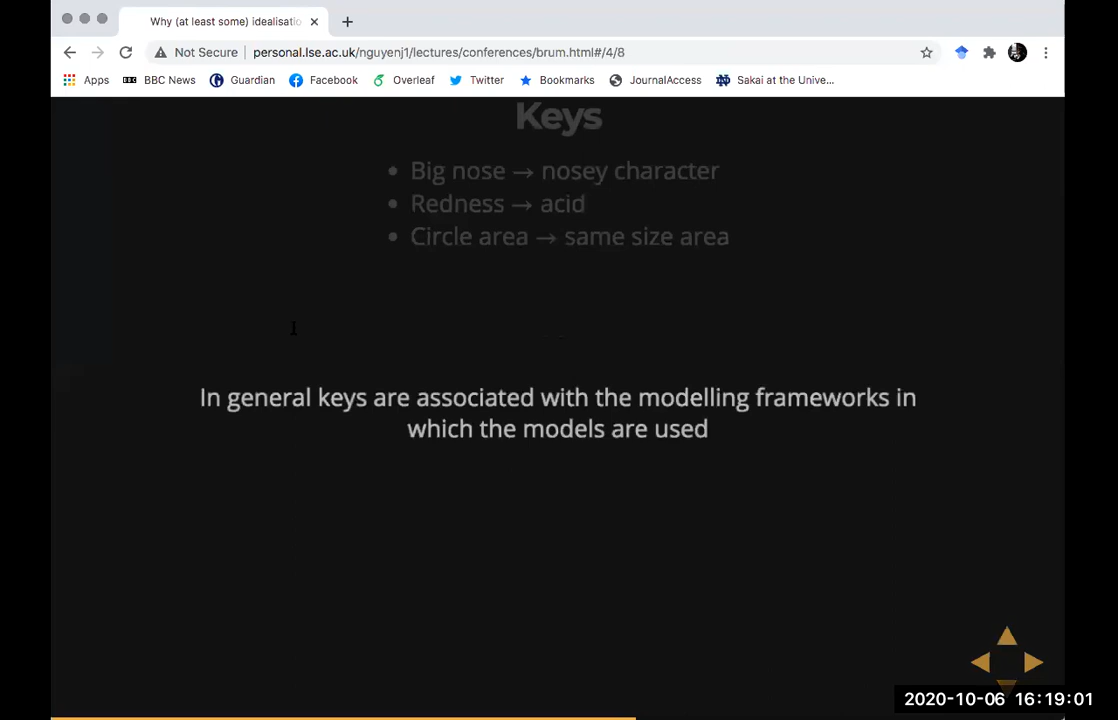 Why (at least some) idealisatio
Not Secure personal.lse.ac.uk/nguyenj1/lectures/conferences/brum.html#/4/8
Apps BBC News Guardian Facebook Overleaf Twitter Bookmarks JournalAccess Sakai at the Unive...
Keys
• Big nose → nosey character
• Redness → acid
• Circle area → same size area
In general keys are associated with the modelling frameworks in
which the models are used
2020-10-06 16:19:01